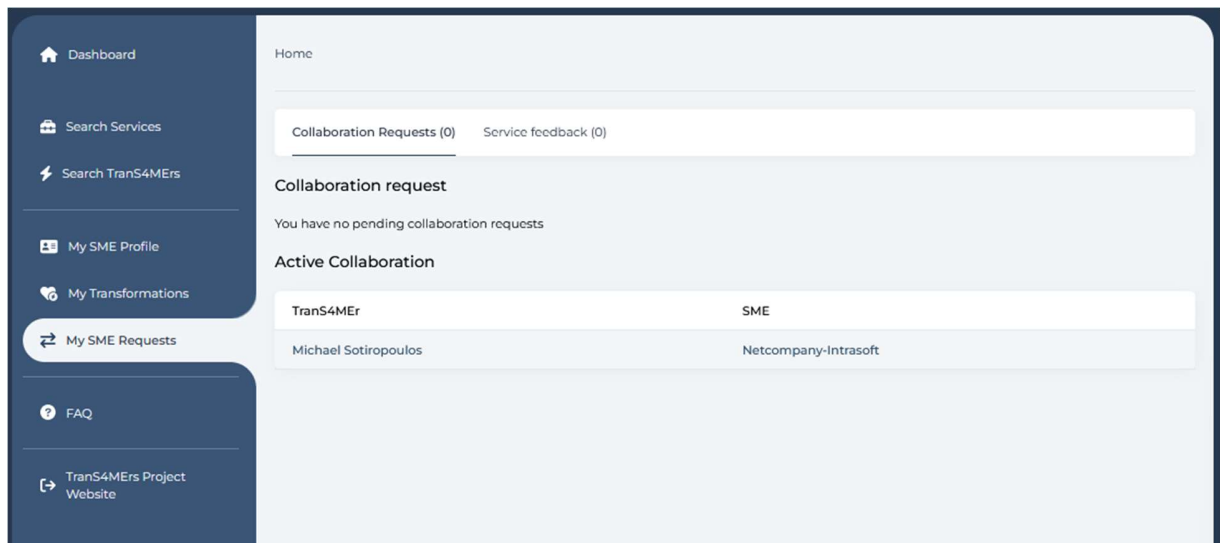 Dashboard
Search Services
Search TranS4MErs
My SME Profile
My Transformations
My SME Requests
FAQ
TranS4MErs Project
Website
Home
Collaboration Requests (0) Service feedback (0)
Collaboration request
You have no pending collaboration requests
Active Collaboration
TranS4MEr SME
Michael Sotiropoulos Netcompany-Intrasoft